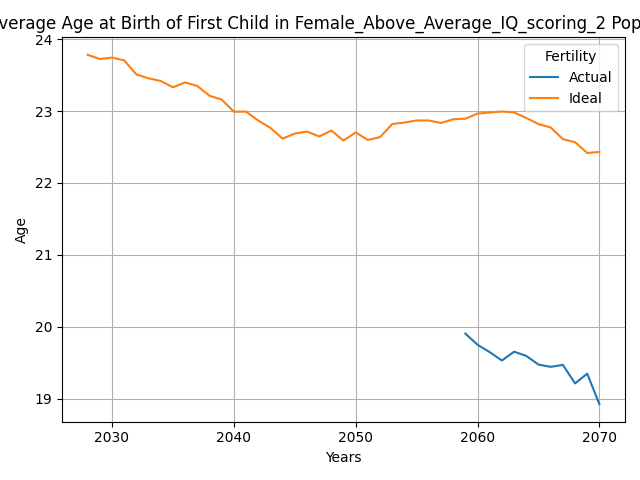 verage Age at Birth of First Child in Female_Above_Average_IQ_scoring_2 Pop
24
23
22
21
20
19
Age
2030
2040
2050
2060
2070
Years
Fertility
Actual
Ideal